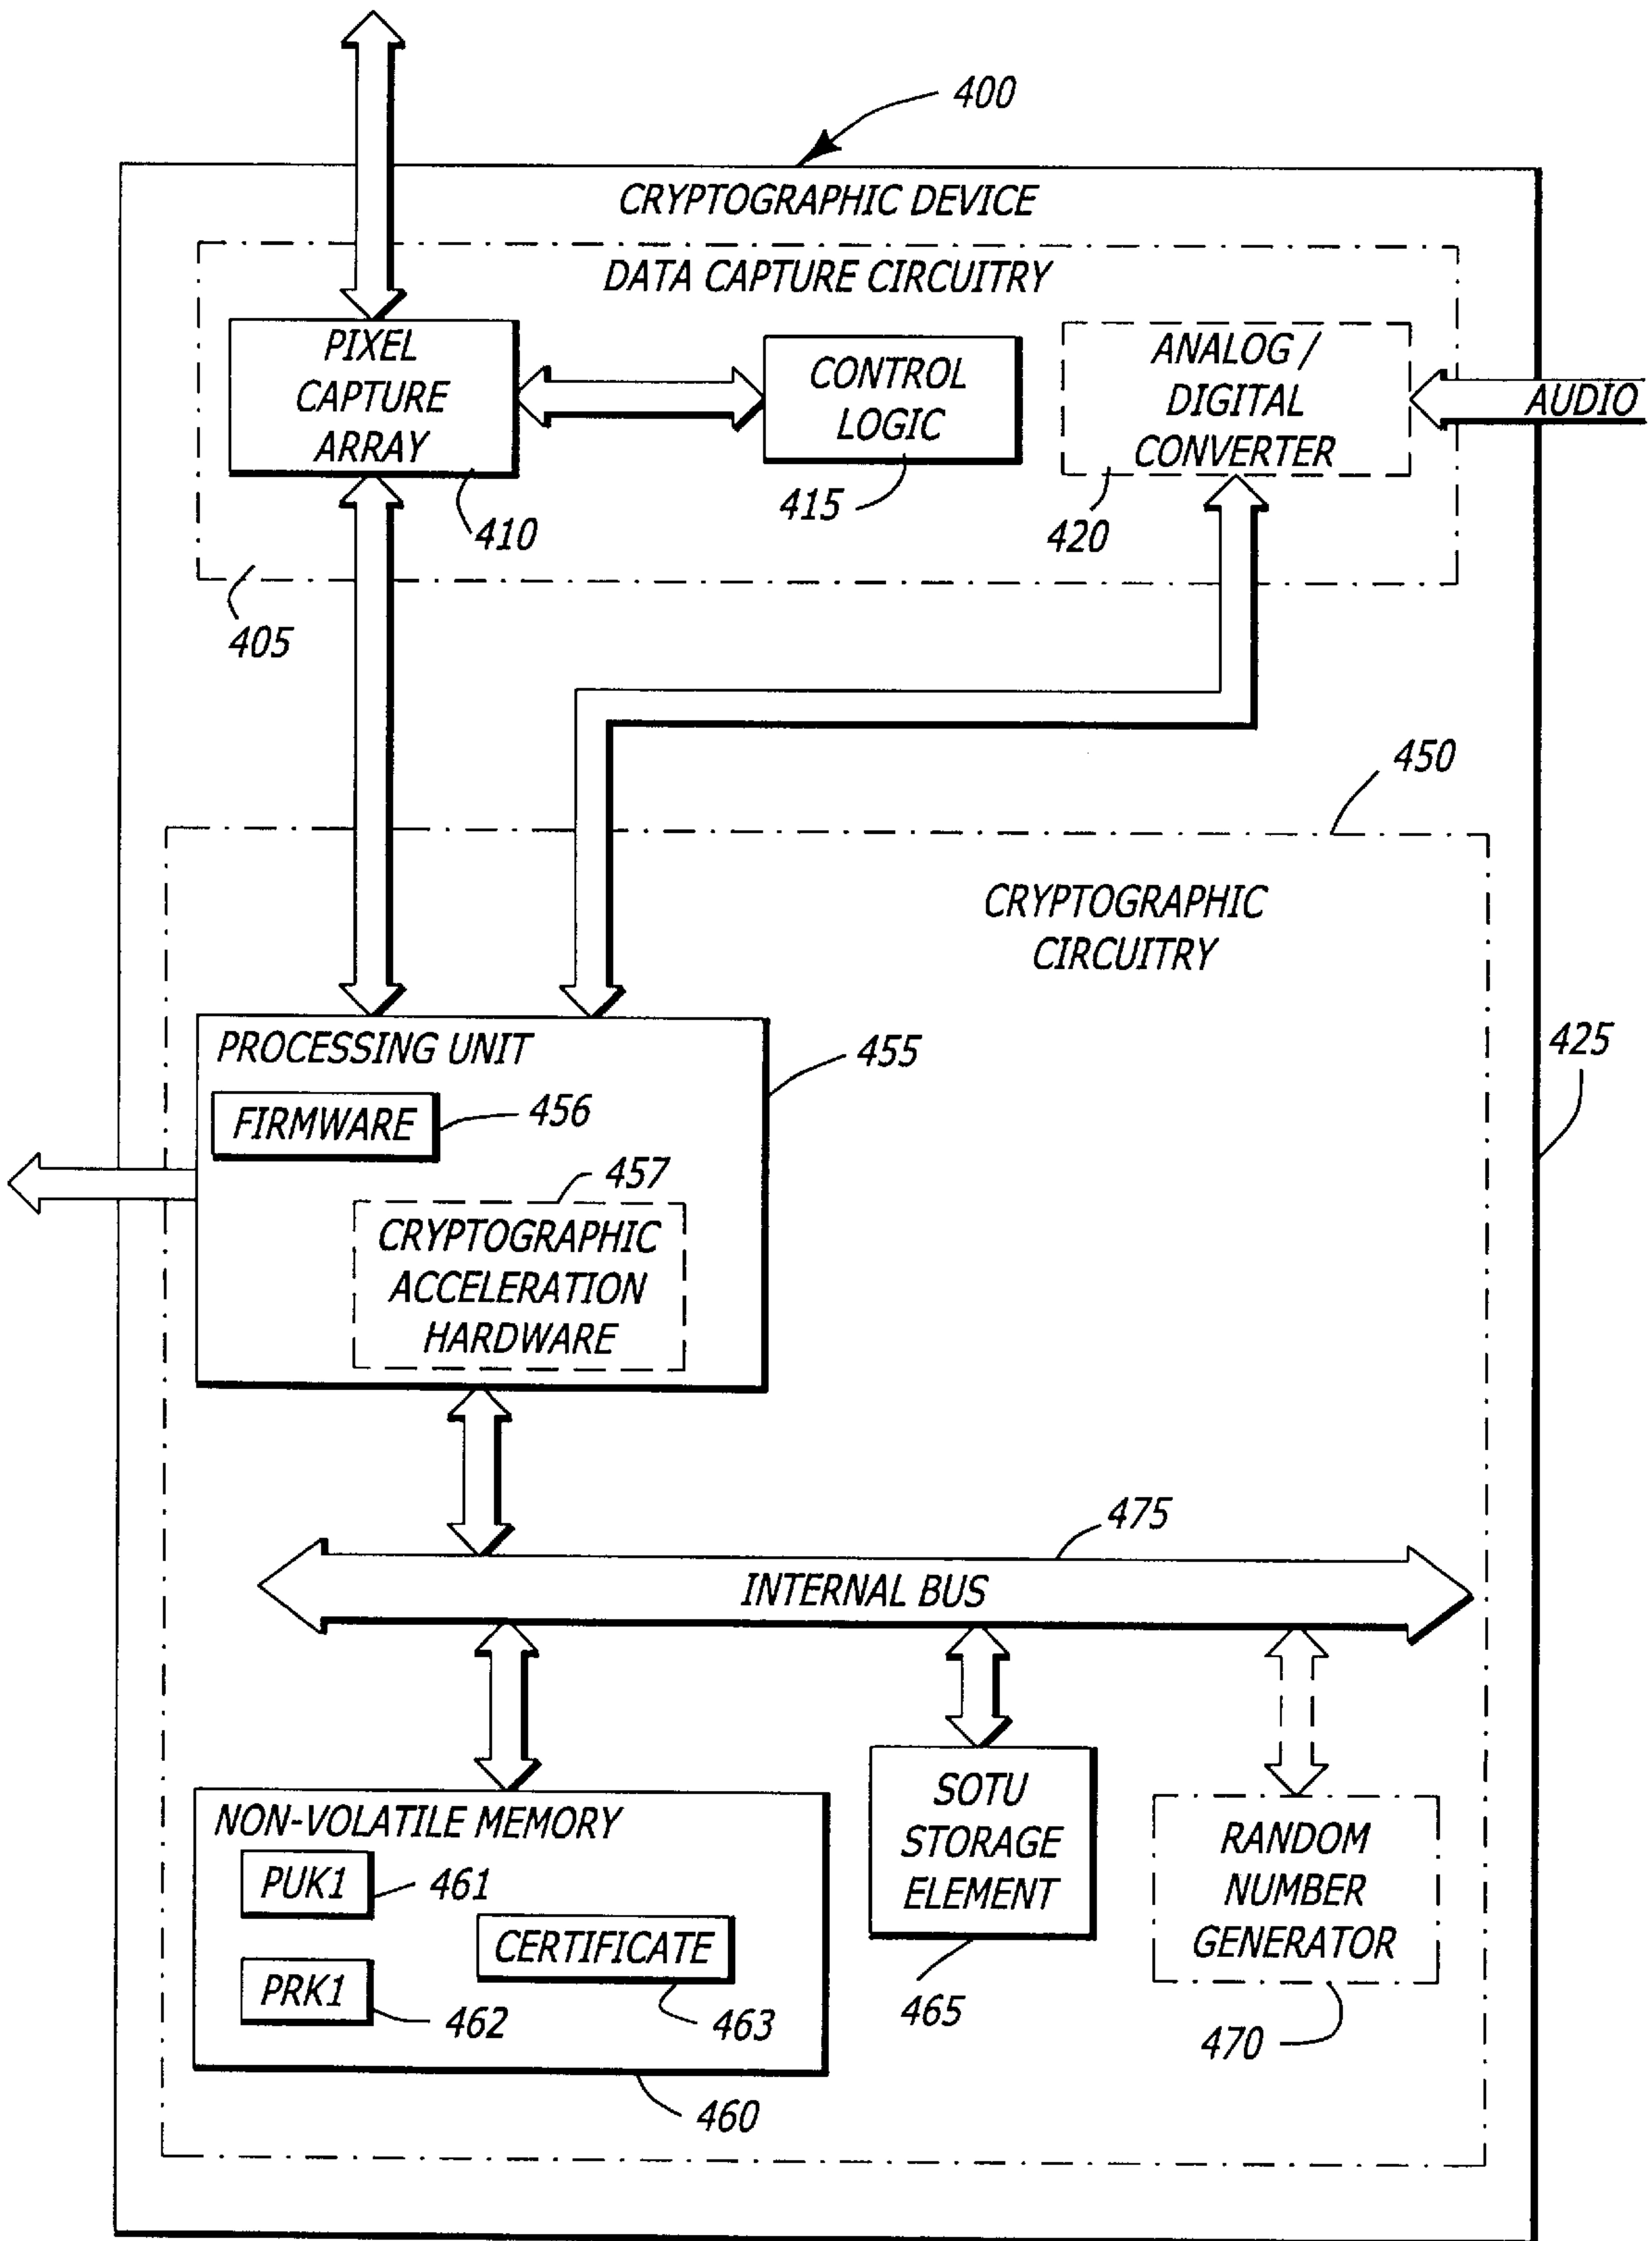 400
CRYPTOGRAPHIC DEVICE
DATA CAPTURE CIRCUITRY
PIXEL
CAPTURE
ARRAY
410
CONTROL
LOGIC
415
ANALOG /
DIGITAL
CONVERTER
420
AUDIO
405
450
CRYPTOGRAPHIC
CIRCUITRY
PROCESSING UNIT
455
425
FIRMWARE
456
457
CRYPTOGRAPHIC
ACCELERATION
HARDWARE
475
INTERNAL BUS
NON-VOLATILE MEMORY
PUK1
461
CERTIFICATE
463
PRK1
462
460
SOTU
STORAGE
ELEMENT
465
RANDOM
NUMBER
GENERATOR
470